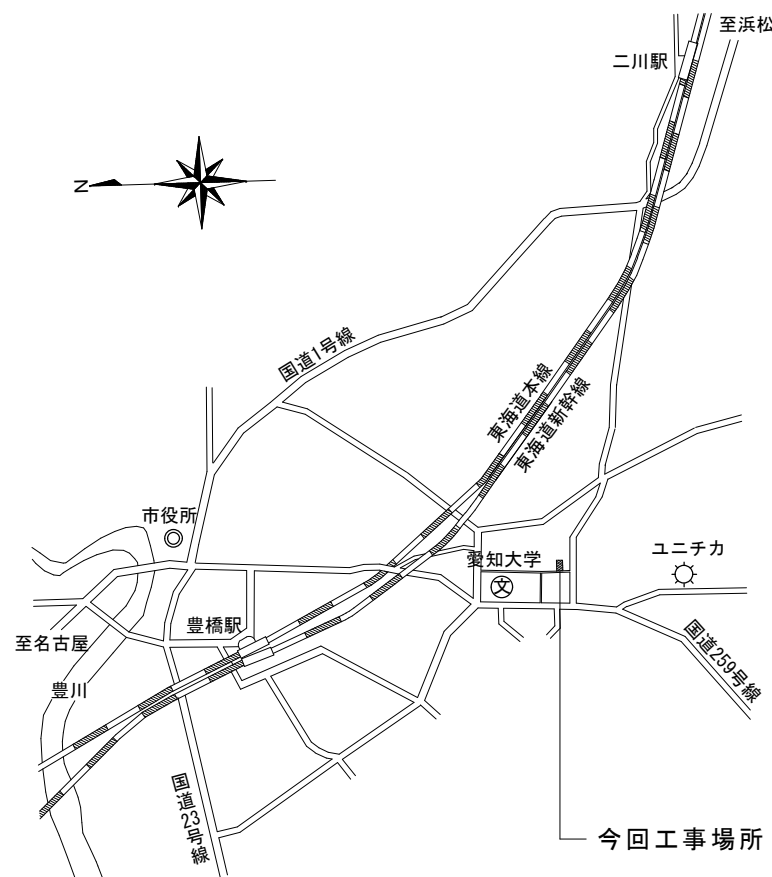 至浜松
二川駅
N
国道1号線
東海道本線
東海道新幹線
市役所
愛知大学
ユニチカ
文
豊橋駅
至名古屋
豊川
国道259号線
国道23号線
今回工事場所